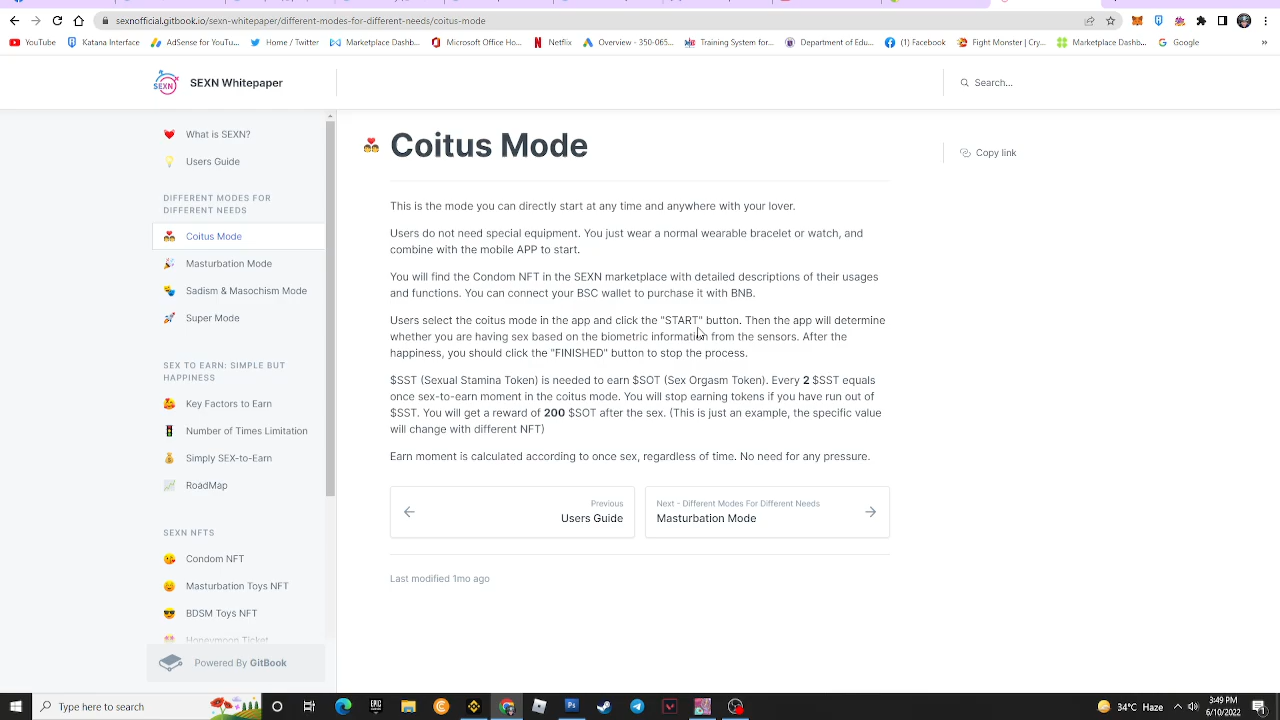 sexnofficial.gitbook.io/sexn/different-modes-for-different-needs/coitus-mode
YouTube
Katana Interface
AdSense for YouTu...
Home / Twitter
Marketplace Dashb...
Microsoft Office Ho...
Netflix
Overview - 350-065...
Training System for...
Department of Edu...
(1) Facebook
Fight Monster | Cry...
Marketplace Dashb...
Google
»
SEXN
SEXN Whitepaper
Search...
What is SEXN?
Users Guide
DIFFERENT MODES FOR
DIFFERENT NEEDS
Coitus Mode
Masturbation Mode
Sadism & Masochism Mode
Super Mode
SEX TO EARN: SIMPLE BUT
HAPPINESS
Key Factors to Earn
Number of Times Limitation
Simply SEX-to-Earn
RoadMap
SEXN NFTS
Condom NFT
Masturbation Toys NFT
BDSM Toys NFT
Honeymoon Ticket
Powered By GitBook
Coitus Mode
Copy link
This is the mode you can directly start at any time and anywhere with your lover.
Users do not need special equipment. You just wear a normal wearable bracelet or watch, and
combine with the mobile APP to start.
You will find the Condom NFT in the SEXN marketplace with detailed descriptions of their usages
and functions. You can connect your BSC wallet to purchase it with BNB.
Users select the coitus mode in the app and click the "START" button. Then the app will determine
whether you are having sex based on the biometric information from the sensors. After the
happiness, you should click the "FINISHED" button to stop the process.
$SST (Sexual Stamina Token) is needed to earn $SOT (Sex Orgasm Token). Every 2 $SST equals
once sex-to-earn moment in the coitus mode. You will stop earning tokens if you have run out of
$SST. You will get a reward of 200 $SOT after the sex. (This is just an example, the specific value
will change with different NFT)
Earn moment is calculated according to once sex, regardless of time. No need for any pressure.
Previous
Users Guide
Next - Different Modes For Different Needs
Masturbation Mode
Last modified 1mo ago
Type here to search
EPIC
34°C Haze
3:49 PM
6/10/2022